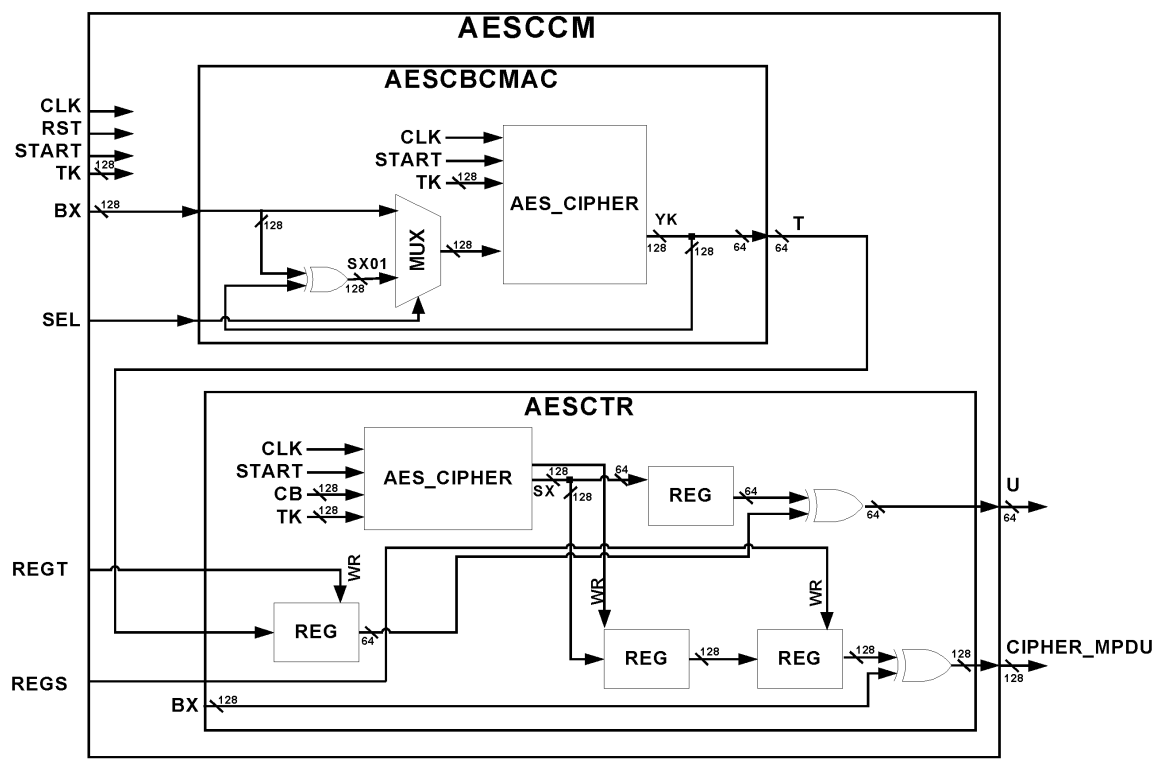 AESCCM
AESCBCMAC
CLK
RST
START
TK
128
BX
128
SEL
CLK
START
TK
128
AES_CIPHER
128
SX01
128
MUX
128
YK
128
128
64
T
64
AESCTR
CLK
START
CB
128
TK
128
AES_CIPHER
128
SX
128
64
REG
64
64
U
64
REGT
WR
REG
64
WR
REG
128
WR
REG
128
128
CIPHER_MPDU
128
REGS
BX
128